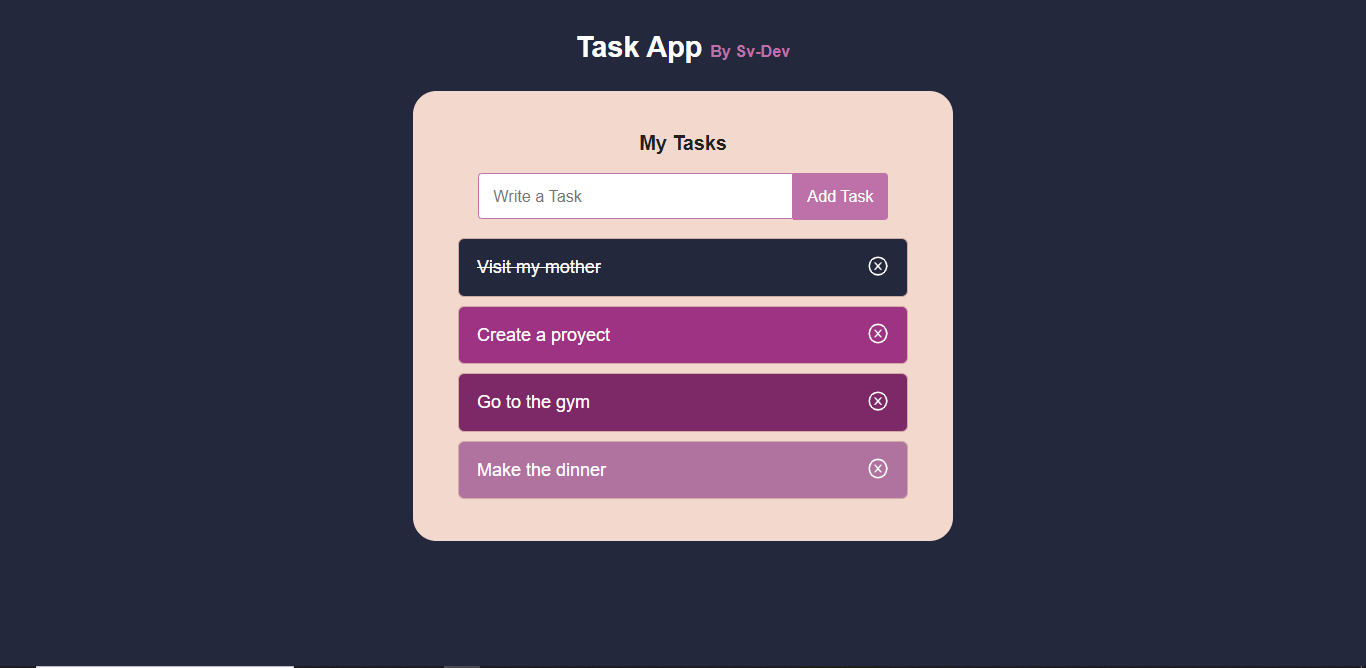 Task App By Sv-Dev
My Tasks
Write a Task
Add Task
Visit my mother
Create a proyect
Go to the gym
Make the dinner